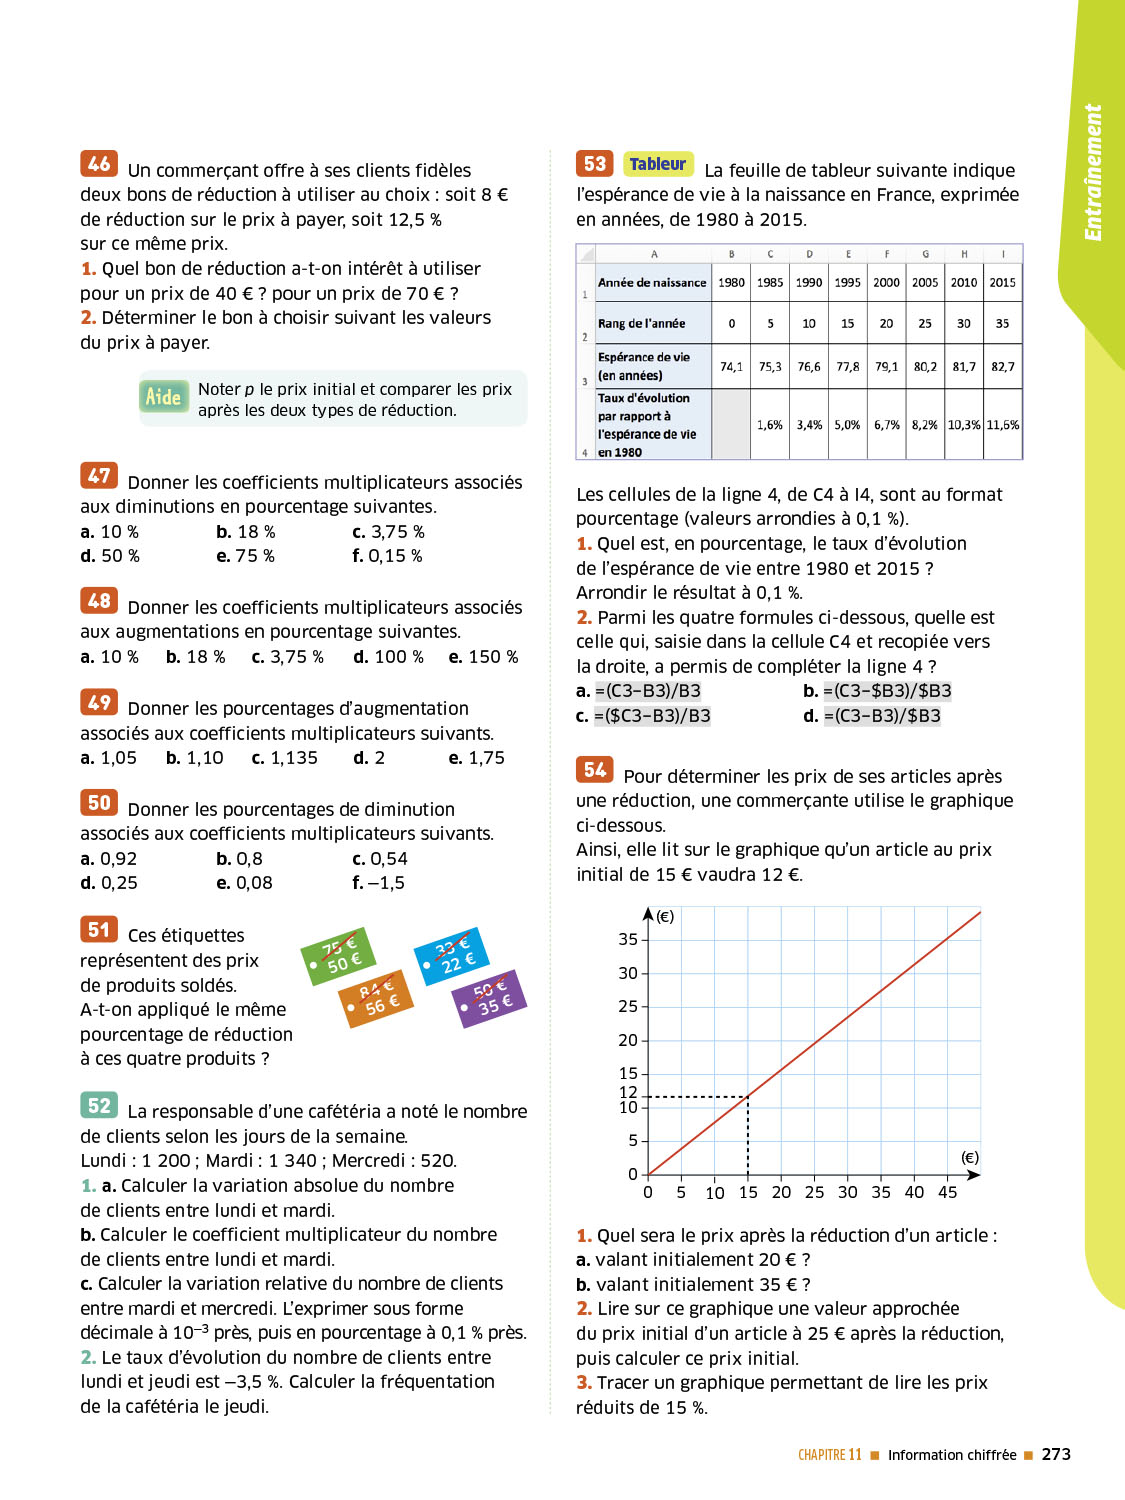 Entraînement
46 Un commerçant offre à ses clients fidèles
deux bons de réduction à utiliser au choix : soit 8 €
de réduction sur le prix à payer, soit 12,5 %
sur ce même prix.
1. Quel bon de réduction a-t-on intérêt à utiliser
pour un prix de 40 € ? pour un prix de 70 € ?
2. Déterminer le bon à choisir suivant les valeurs
du prix à payer.
Aide Noter p le prix initial et comparer les prix
après les deux types de réduction.
47 Donner les coefficients multiplicateurs associés
aux diminutions en pourcentage suivantes.
a. 10 % b. 18 % c. 3,75 %
d. 50 % e. 75 % f. 0,15 %
48 Donner les coefficients multiplicateurs associés
aux augmentations en pourcentage suivantes.
a. 10 % b. 18 % c. 3,75 % d. 100 % e. 150 %
49 Donner les pourcentages d'augmentation
associés aux coefficients multiplicateurs suivants.
a. 1,05 b. 1,10 c. 1,135 d. 2 e. 1,75
50 Donner les pourcentages de diminution
associés aux coefficients multiplicateurs suivants.
a. 0,92 b. 0,8 c. 0,54
d. 0,25 e. 0,08 f. –1,5
51 Ces étiquettes
représentent des prix
de produits soldés.
A-t-on appliqué le même
pourcentage de réduction
à ces quatre produits ?
75 €
50 €
33 €
22 €
84 €
56 €
50 €
35 €
52 La responsable d'une cafétéria a noté le nombre
de clients selon les jours de la semaine.
Lundi : 1 200 ; Mardi : 1 340 ; Mercredi : 520.
1. a. Calculer la variation absolue du nombre
de clients entre lundi et mardi.
b. Calculer le coefficient multiplicateur du nombre
de clients entre lundi et mardi.
c. Calculer la variation relative du nombre de clients
entre mardi et mercredi. L'exprimer sous forme
décimale à 10⁻³ près, puis en pourcentage à 0,1 % près.
2. Le taux d'évolution du nombre de clients entre
lundi et jeudi est –3,5 %. Calculer la fréquentation
de la cafétéria le jeudi.
53 Tableur La feuille de tableur suivante indique
l'espérance de vie à la naissance en France, exprimée
en années, de 1980 à 2015.
A B C D E F G H I
1 Année de naissance 1980 1985 1990 1995 2000 2005 2010 2015
2 Rang de l'année 0 5 10 15 20 25 30 35
3 Espérance de vie
(en années) 74,1 75,3 76,6 77,8 79,1 80,2 81,7 82,7
4 Taux d'évolution
par rapport à
l'espérance de vie
en 1980 1,6% 3,4% 5,0% 6,7% 8,2% 10,3% 11,6%
Les cellules de la ligne 4, de C4 à I4, sont au format
pourcentage (valeurs arrondies à 0,1 %).
1. Quel est, en pourcentage, le taux d'évolution
de l'espérance de vie entre 1980 et 2015 ?
Arrondir le résultat à 0,1 %.
2. Parmi les quatre formules ci-dessous, quelle est
celle qui, saisie dans la cellule C4 et recopiée vers
la droite, a permis de compléter la ligne 4 ?
a. =(C3–B3)/B3 b. =(C3–$B3)/$B3
c. =($C3–B3)/B3 d. =(C3–B3)/$B3
54 Pour déterminer les prix de ses articles après
une réduction, une commerçante utilise le graphique
ci-dessous.
Ainsi, elle lit sur le graphique qu'un article au prix
initial de 15 € vaudra 12 €.
(€)
35
30
25
20
15
12
10
5
0
(€)
0 5 10 15 20 25 30 35 40 45
1. Quel sera le prix après la réduction d'un article :
a. valant initialement 20 € ?
b. valant initialement 35 € ?
2. Lire sur ce graphique une valeur approchée
du prix initial d'un article à 25 € après la réduction,
puis calculer ce prix initial.
3. Tracer un graphique permettant de lire les prix
réduits de 15 %.
CHAPITRE 11 ■ Information chiffrée ■ 273